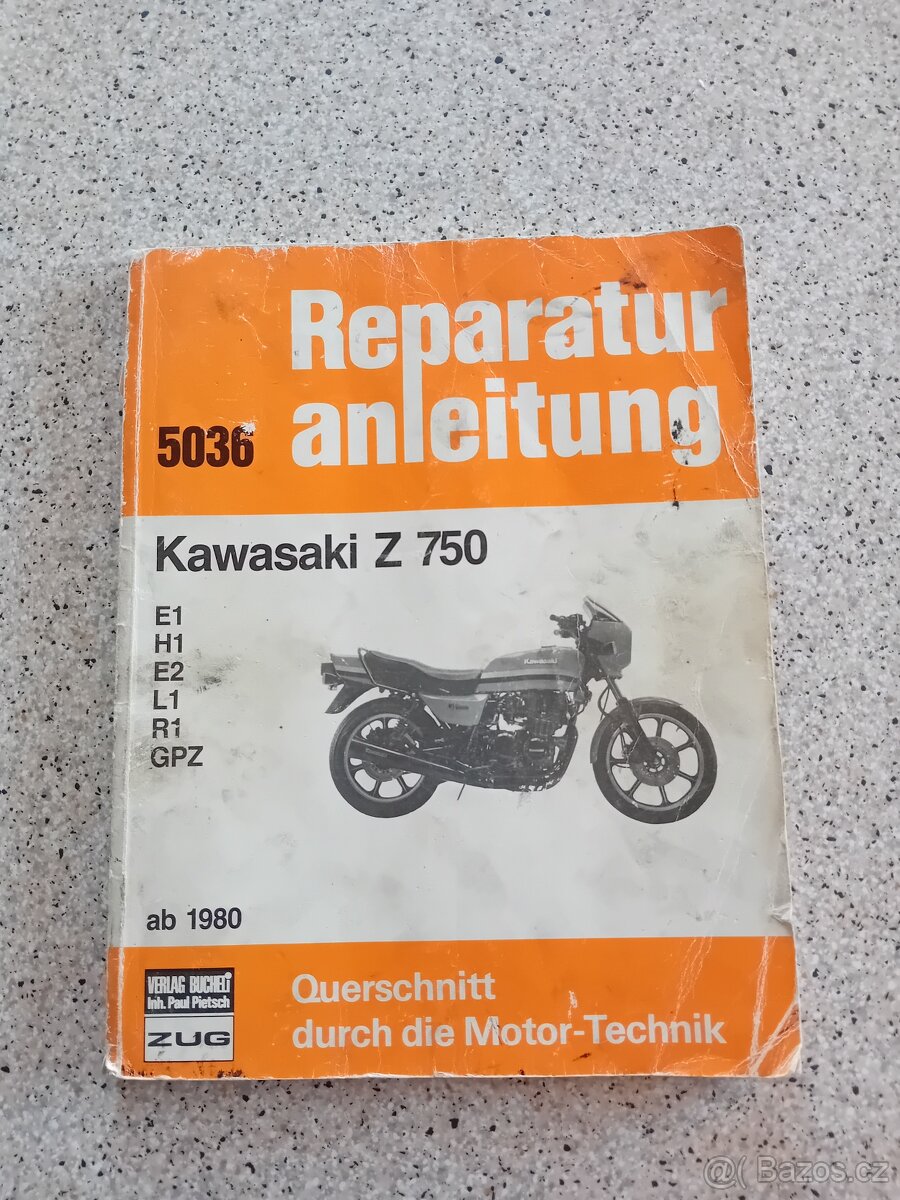 Reparatur
anleitung
5036
Kawasaki Z 750
E1
H1
E2
L1
R1
GPZ
Kawasaki
ab 1980
VERLAG BUCHELI
Inh. Paul Pietsch
ZUG
Querschnitt
durch die Motor-Technik
@( Bazos.cz